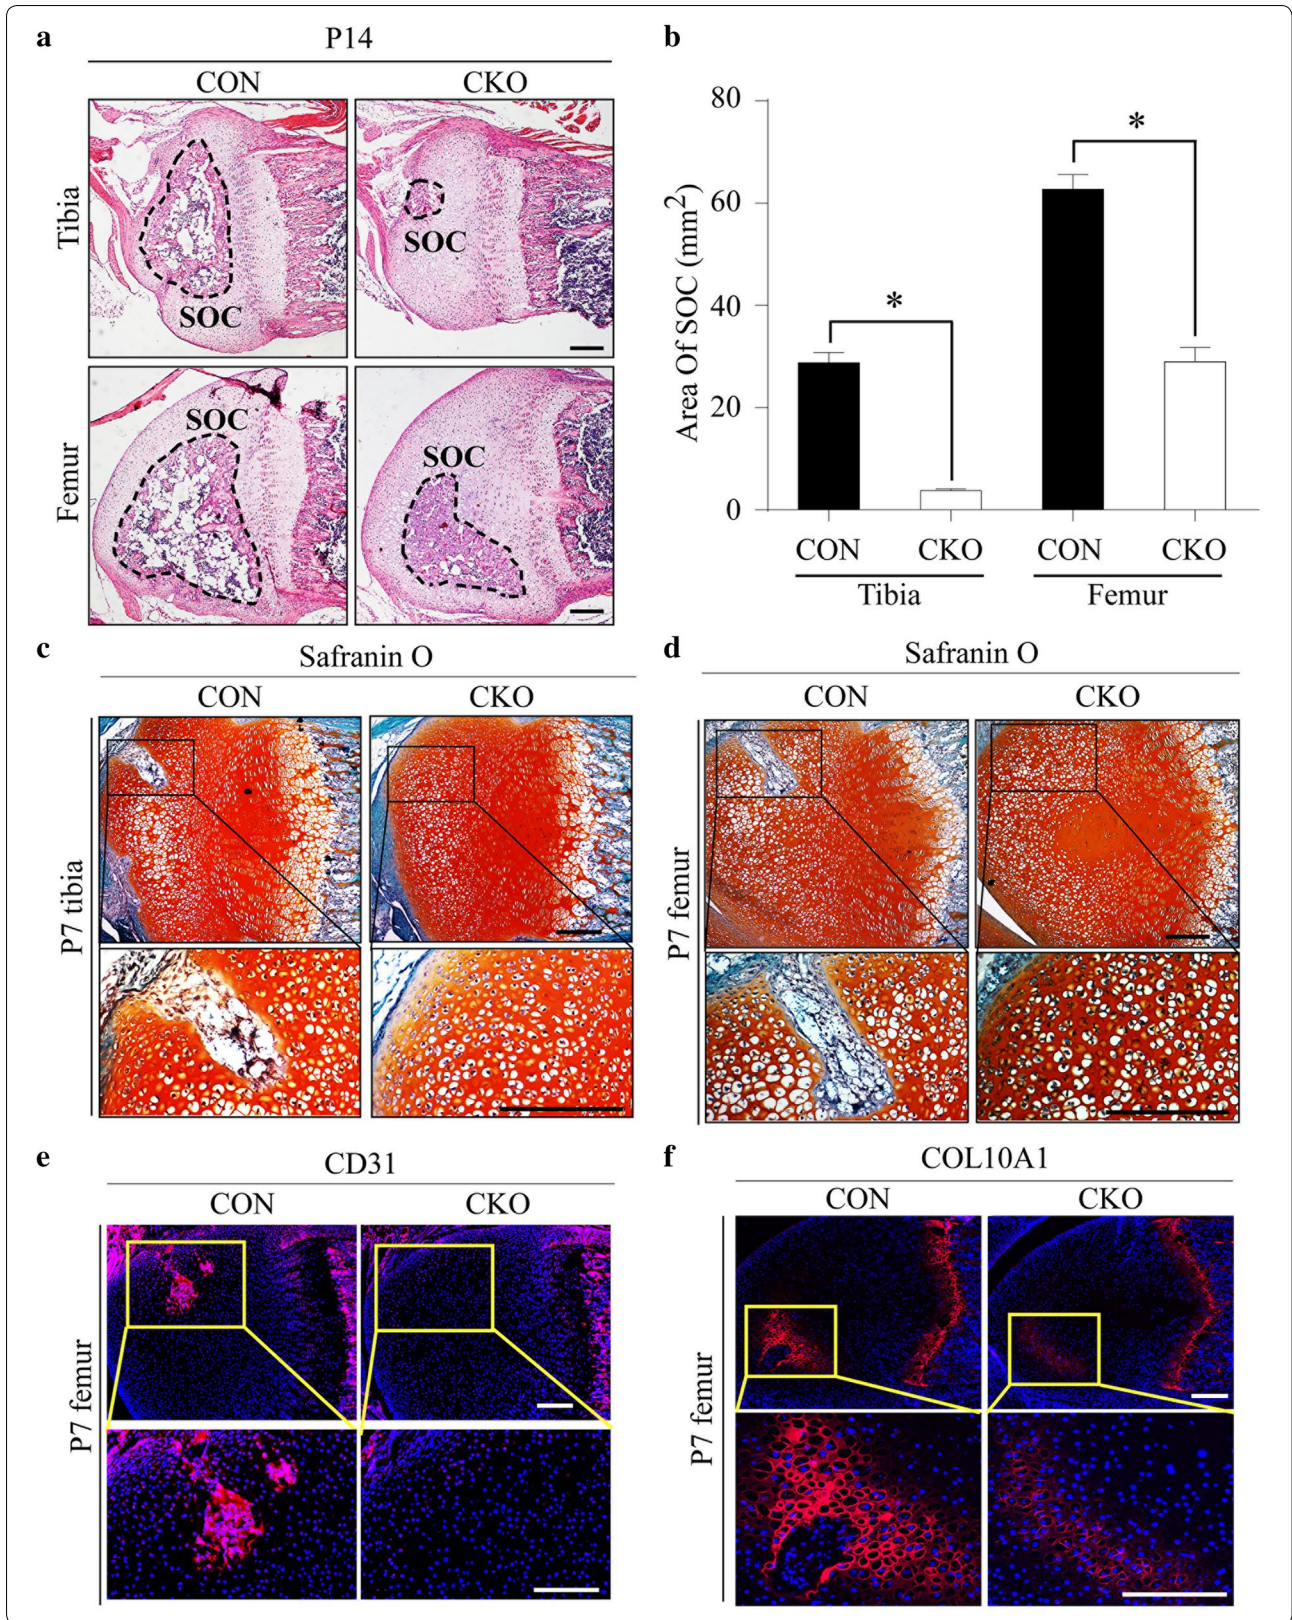 a
P14
CON CKO
Tibia
SOC
SOC
Femur
SOC
SOC
b
Area Of SOC (mm2)
80
60
40
20
0
*
*
CON CKO CON CKO
Tibia Femur
c
Safranin O
CON CKO
P7 tibia
d
Safranin O
CON CKO
P7 femur
e
CD31
CON CKO
P7 femur
f
COL10A1
CON CKO
P7 femur